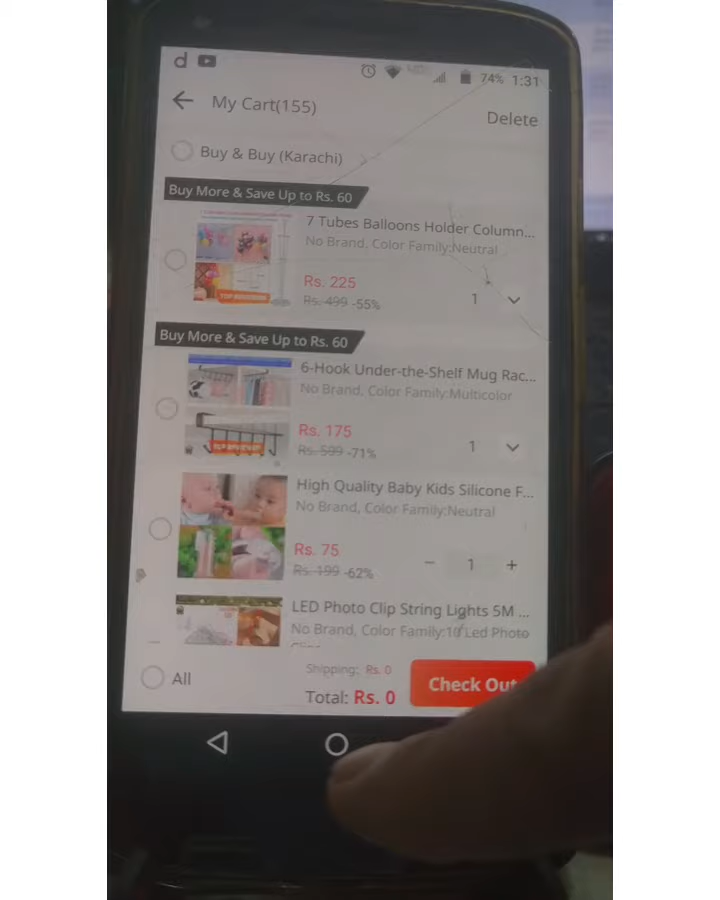 74% 1:31
My Cart(155)
Delete
Buy & Buy (Karachi)
Buy More & Save Up to Rs. 60
7 Tubes Balloons Holder Column...
No Brand, Color Family:Neutral
Rs. 225
Rs. 499 -55%
1
Buy More & Save Up to Rs. 60
6-Hook Under-the-Shelf Mug Rac...
No Brand, Color Family:Multicolor
Rs. 175
Rs. 599 -71%
1
High Quality Baby Kids Silicone F...
No Brand, Color Family:Neutral
Rs. 75
Rs. 199 -62%
− 1 +
LED Photo Clip String Lights 5M ...
No Brand, Color Family:10 Led Photo
All
Shipping: Rs. 0
Total: Rs. 0
Check Out